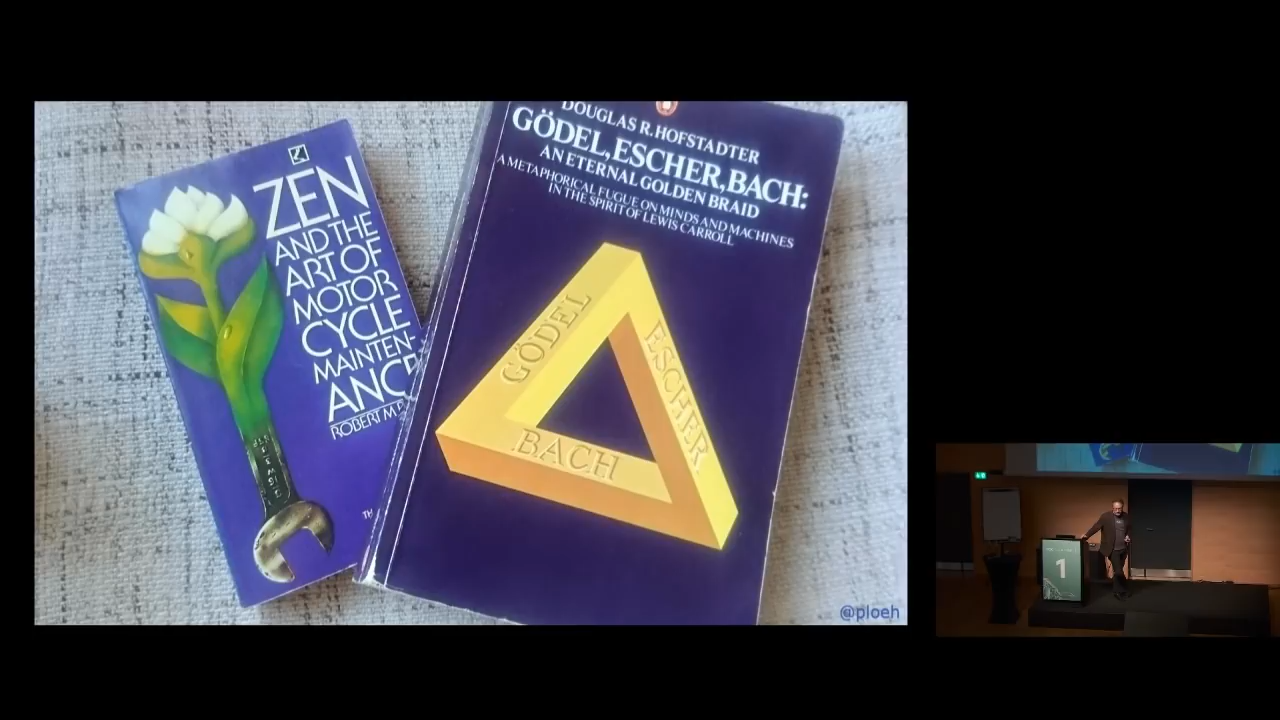 ZEN
AND THE
ART OF
MOTOR
CYCLE
MAINTEN-
ANCE
ROBERT M.
DOUGLAS R. HOFSTADTER
GÖDEL, ESCHER, BACH:
AN ETERNAL GOLDEN BRAID
A METAPHORICAL FUGUE ON MINDS AND MACHINES
IN THE SPIRIT OF LEWIS CARROLL
GÖDEL
ESCHER
BACH
@ploeh
1